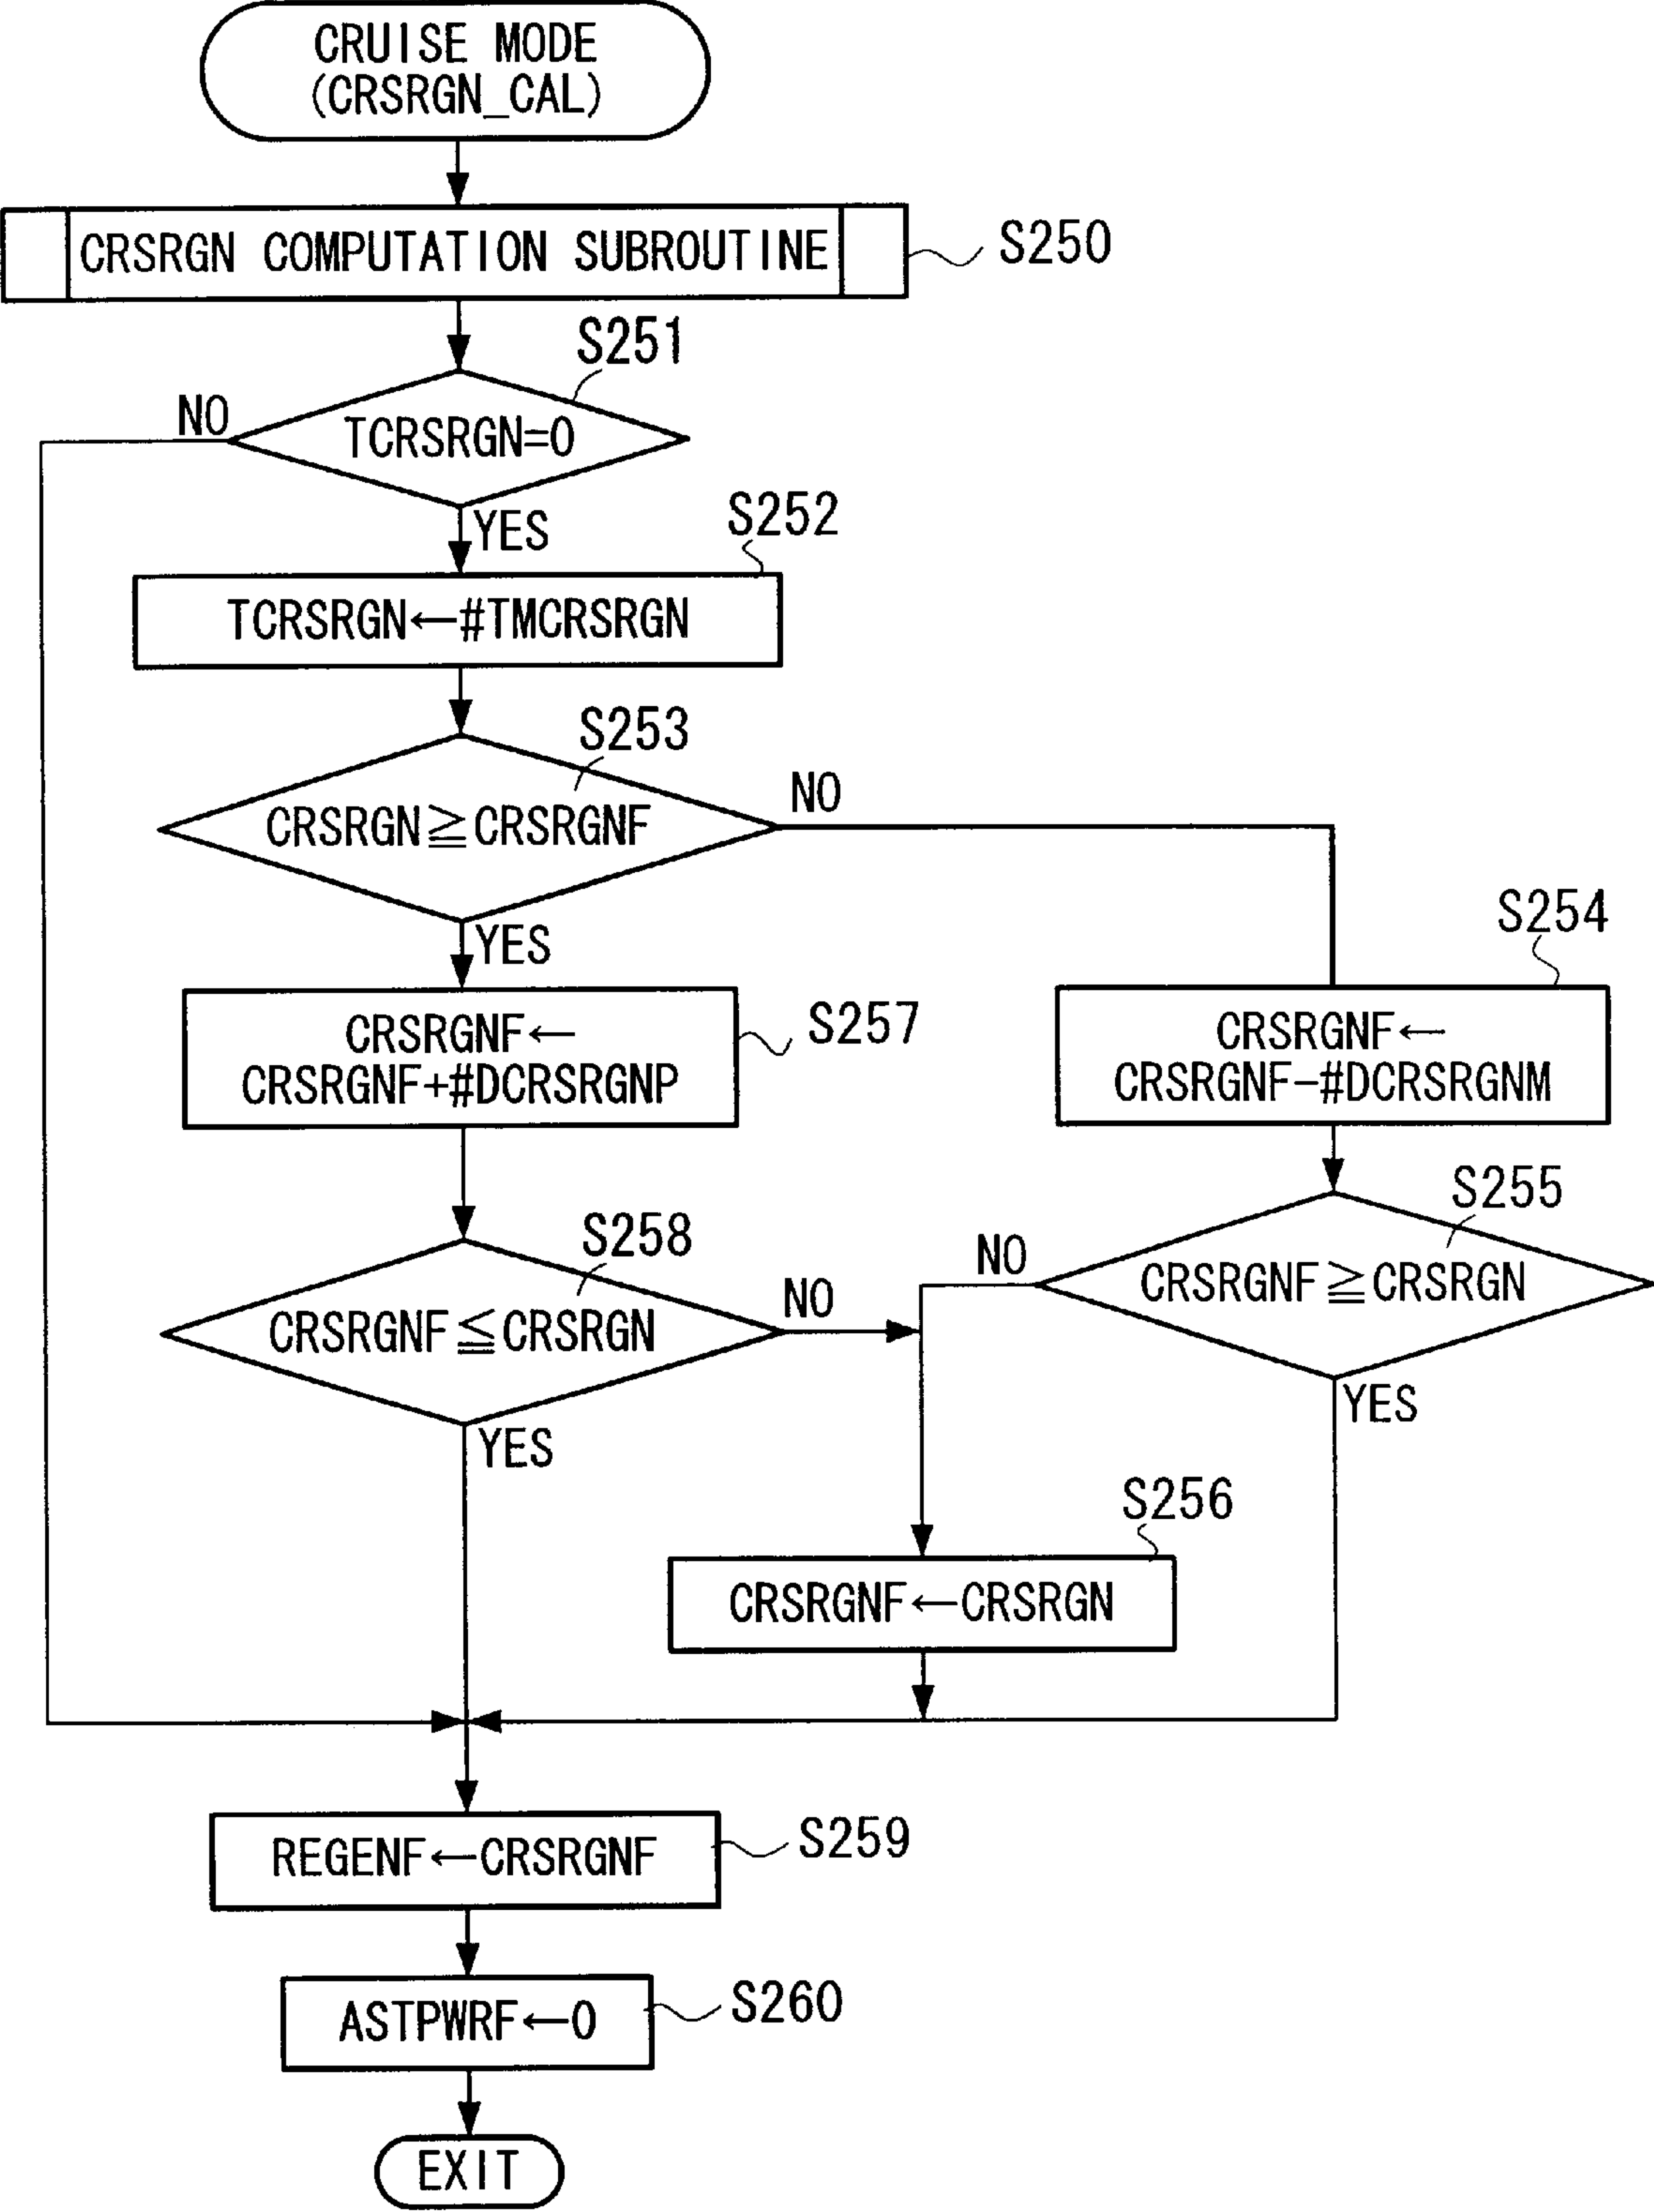 CRUISE MODE
(CRSRGN_CAL)
CRSRGN COMPUTATION SUBROUTINE
S250
S251
NO
TCRSRGN=0
YES
S252
TCRSRGN←#TMCRSRGN
S253
NO
CRSRGN≧CRSRGNF
YES
S254
S257
CRSRGNF←
CRSRGNF+#DCRSRGNP
CRSRGNF←
CRSRGNF−#DCRSRGNM
S255
S258
NO
CRSRGNF≧CRSRGN
NO
CRSRGNF≦CRSRGN
YES
YES
S256
CRSRGNF←CRSRGN
REGENF←CRSRGNF
S259
ASTPWRF←0
S260
EXIT